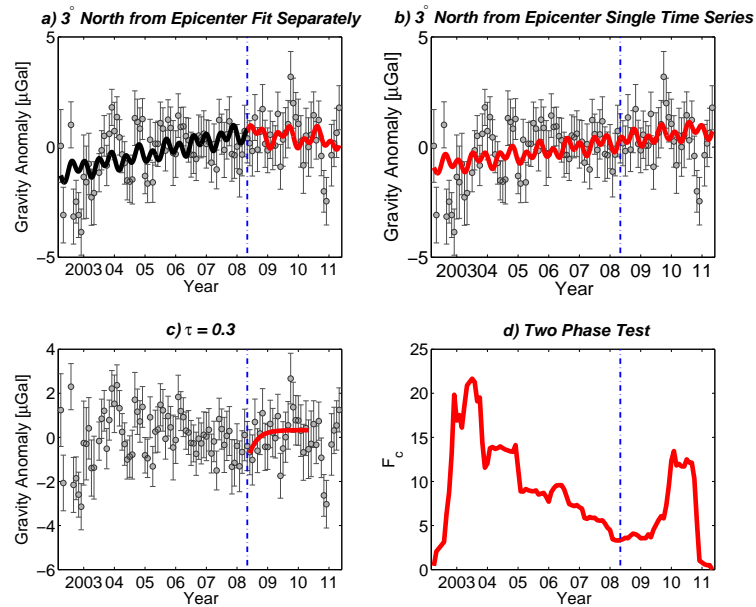 a) 3° North from Epicenter Fit Separately
Gravity Anomaly [μGal]
5
0
−5
2003 04 05 06 07 08 09 10 11
Year
b) 3° North from Epicenter Single Time Series
Gravity Anomaly [μGal]
5
0
−5
2003 04 05 06 07 08 09 10 11
Year
c) τ = 0.3
Gravity Anomaly [μGal]
4
2
0
−2
−4
−6
2003 04 05 06 07 08 09 10 11
Year
d) Two Phase Test
F_c
25
20
15
10
5
0
2003 04 05 06 07 08 09 10 11
Year